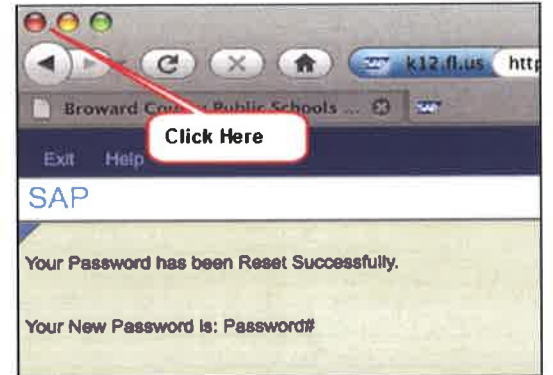 k12.fl.us http
Broward County Public Schools ...
Click Here
Exit Help
SAP
Your Password has been Reset Successfully.
Your New Password is: Password#